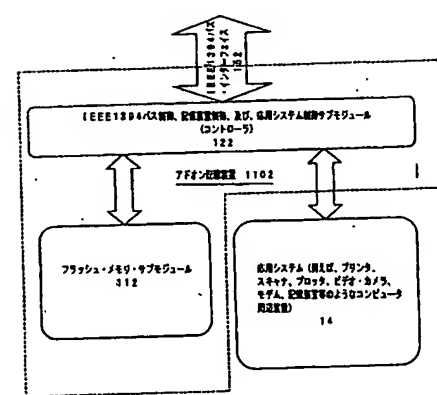 IEEE1394バス
インターフェイス
132
IEEE1394バス制御、記憶装置制御、及び、応用システム制御サブモジュール
(コントローラ)
122
アドオン記憶装置 1102
フラッシュ・メモリ・サブモジュール
312
応用システム(例えば、プリンタ、
スキャナ、プロッタ、ビデオ・カメラ、
モデム、記憶装置等のようなコンピュータ
周辺装置)
14